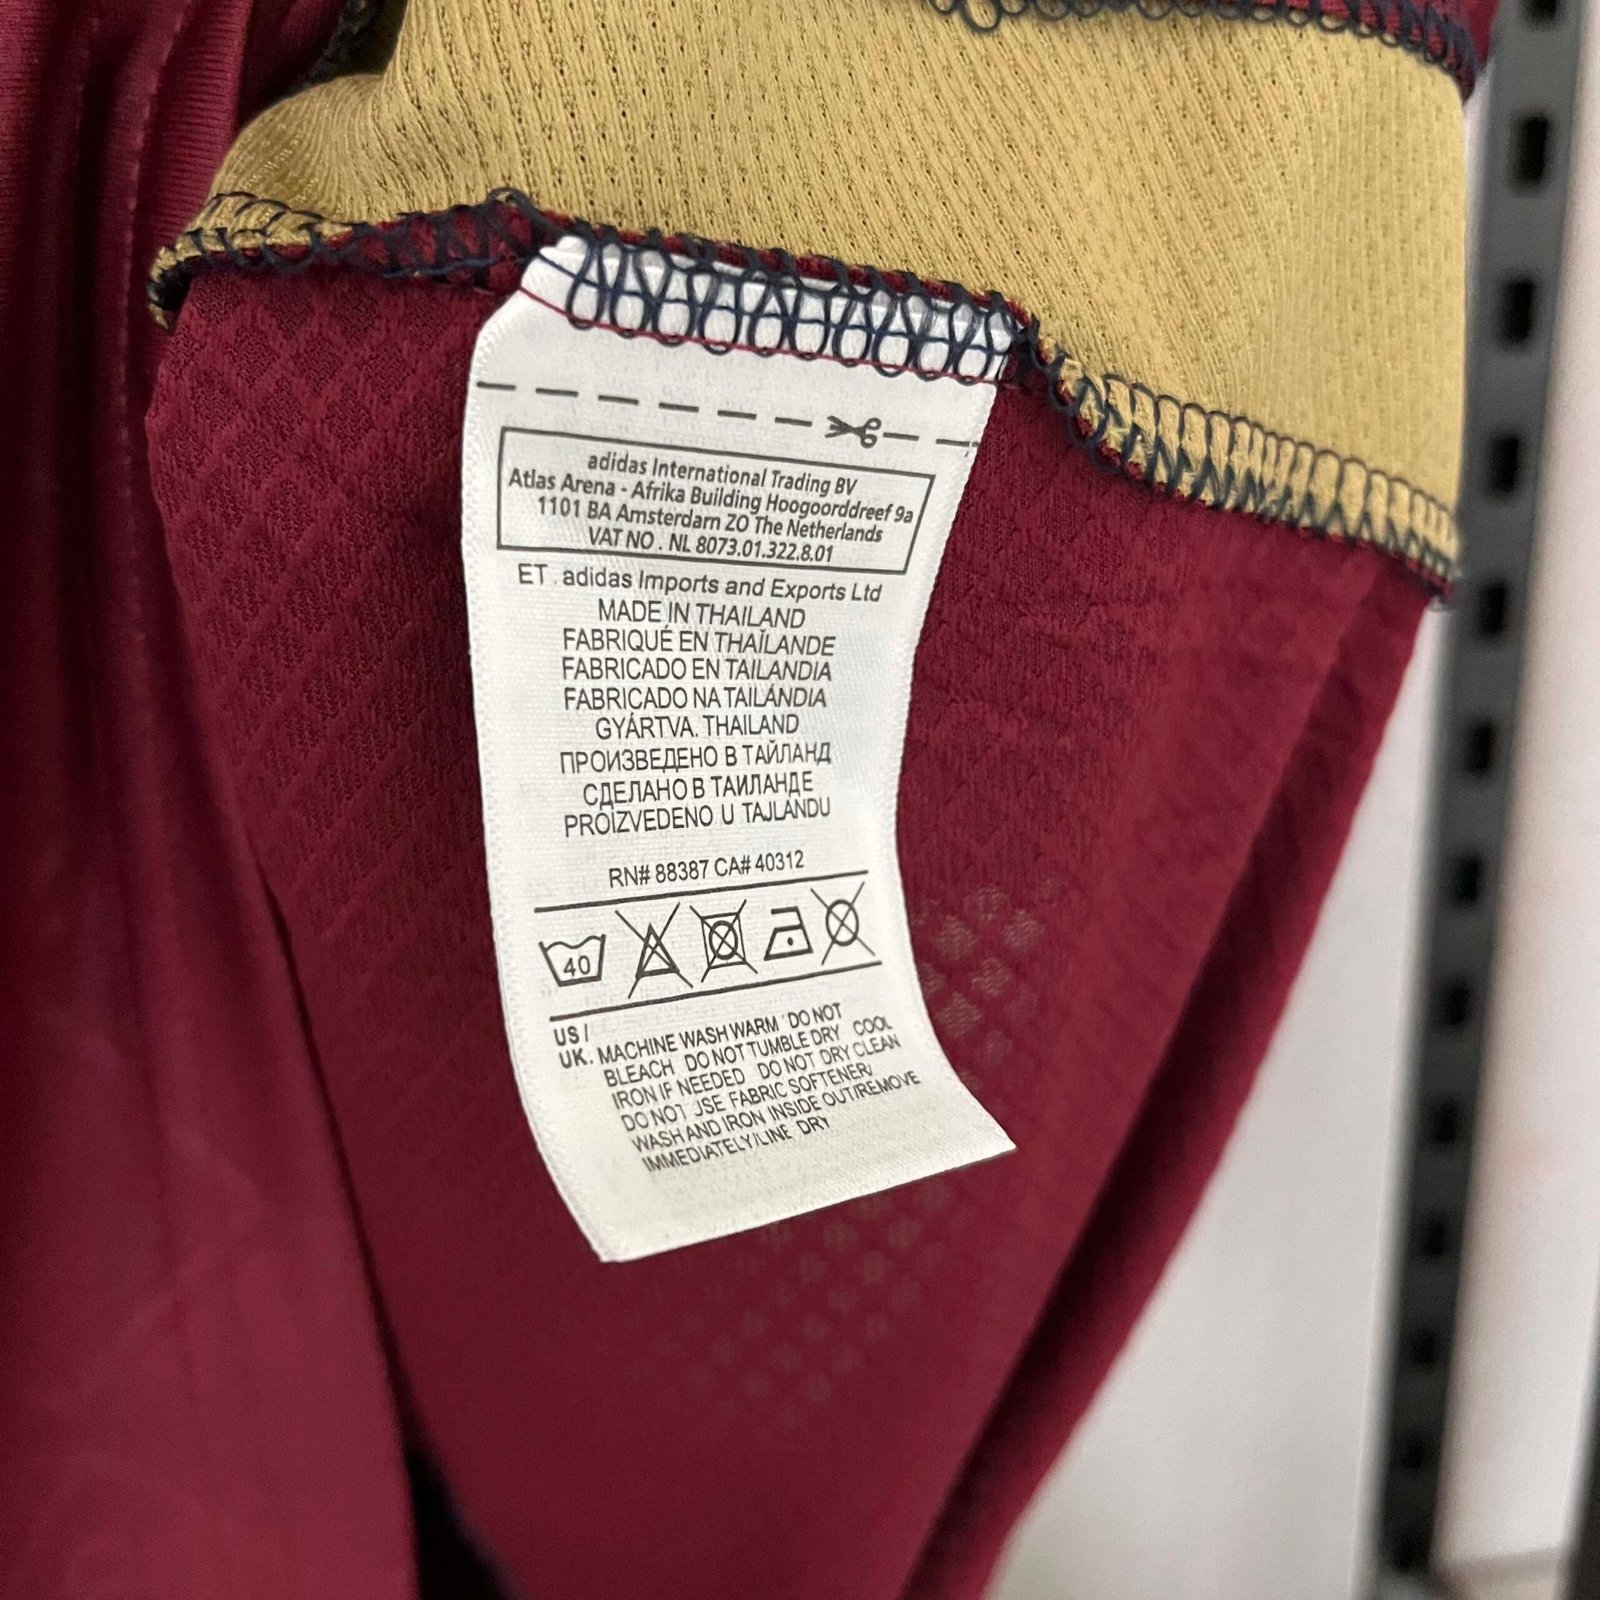 adidas International Trading BV
Atlas Arena - Afrika Building Hoogoorddreef 9a
1101 BA Amsterdam ZO The Netherlands
VAT NO . NL 8073.01.322.8.01
ET . adidas Imports and Exports Ltd
MADE IN THAILAND
FABRIQUÉ EN THAÏLANDE
FABRICADO EN TAILANDIA
FABRICADO NA TAILÁNDIA
GYÁRTVA. THAILAND
ПРОИЗВЕДЕНО В ТАЙЛАНД
СДЕЛАНО В ТАИЛАНДЕ
PROIZVEDENO U TAJLANDU
RN# 88387 CA# 40312
40
US /
UK. MACHINE WASH WARM DO NOT
BLEACH DO NOT TUMBLE DRY COOL
IRON IF NEEDED DO NOT DRY CLEAN
DO NOT USE FABRIC SOFTENER/
WASH AND IRON INSIDE OUT/REMOVE
IMMEDIATELY/LINE DRY